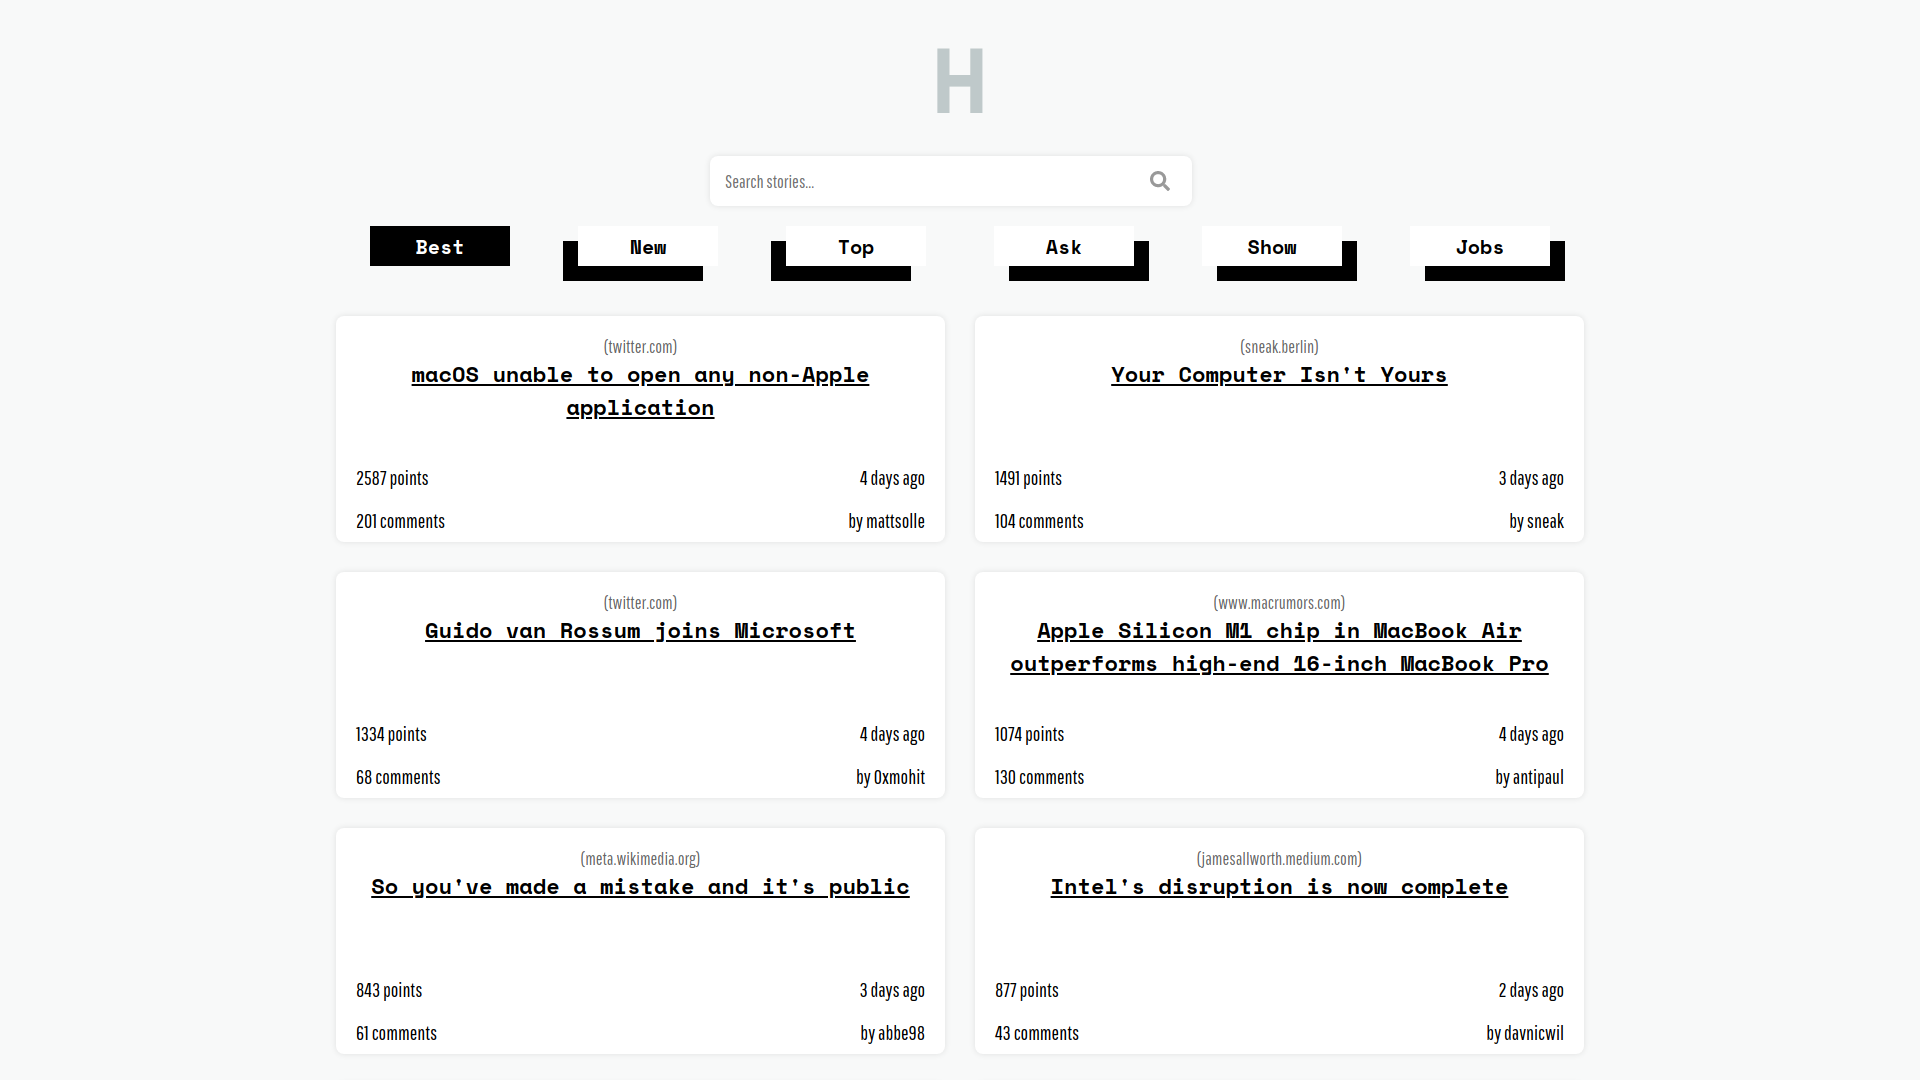 H
Search stories...
Best
New
Top
Ask
Show
Jobs
(twitter.com)
macOS unable to open any non-Apple
application
2587 points
4 days ago
201 comments
by mattsolle
(sneak.berlin)
Your Computer Isn't Yours
1491 points
3 days ago
104 comments
by sneak
(twitter.com)
Guido van Rossum joins Microsoft
1334 points
4 days ago
68 comments
by 0xmohit
(www.macrumors.com)
Apple Silicon M1 chip in MacBook Air
outperforms high-end 16-inch MacBook Pro
1074 points
4 days ago
130 comments
by antipaul
(meta.wikimedia.org)
So you've made a mistake and it's public
843 points
3 days ago
61 comments
by abbe98
(jamesallworth.medium.com)
Intel's disruption is now complete
877 points
2 days ago
43 comments
by davnicwil